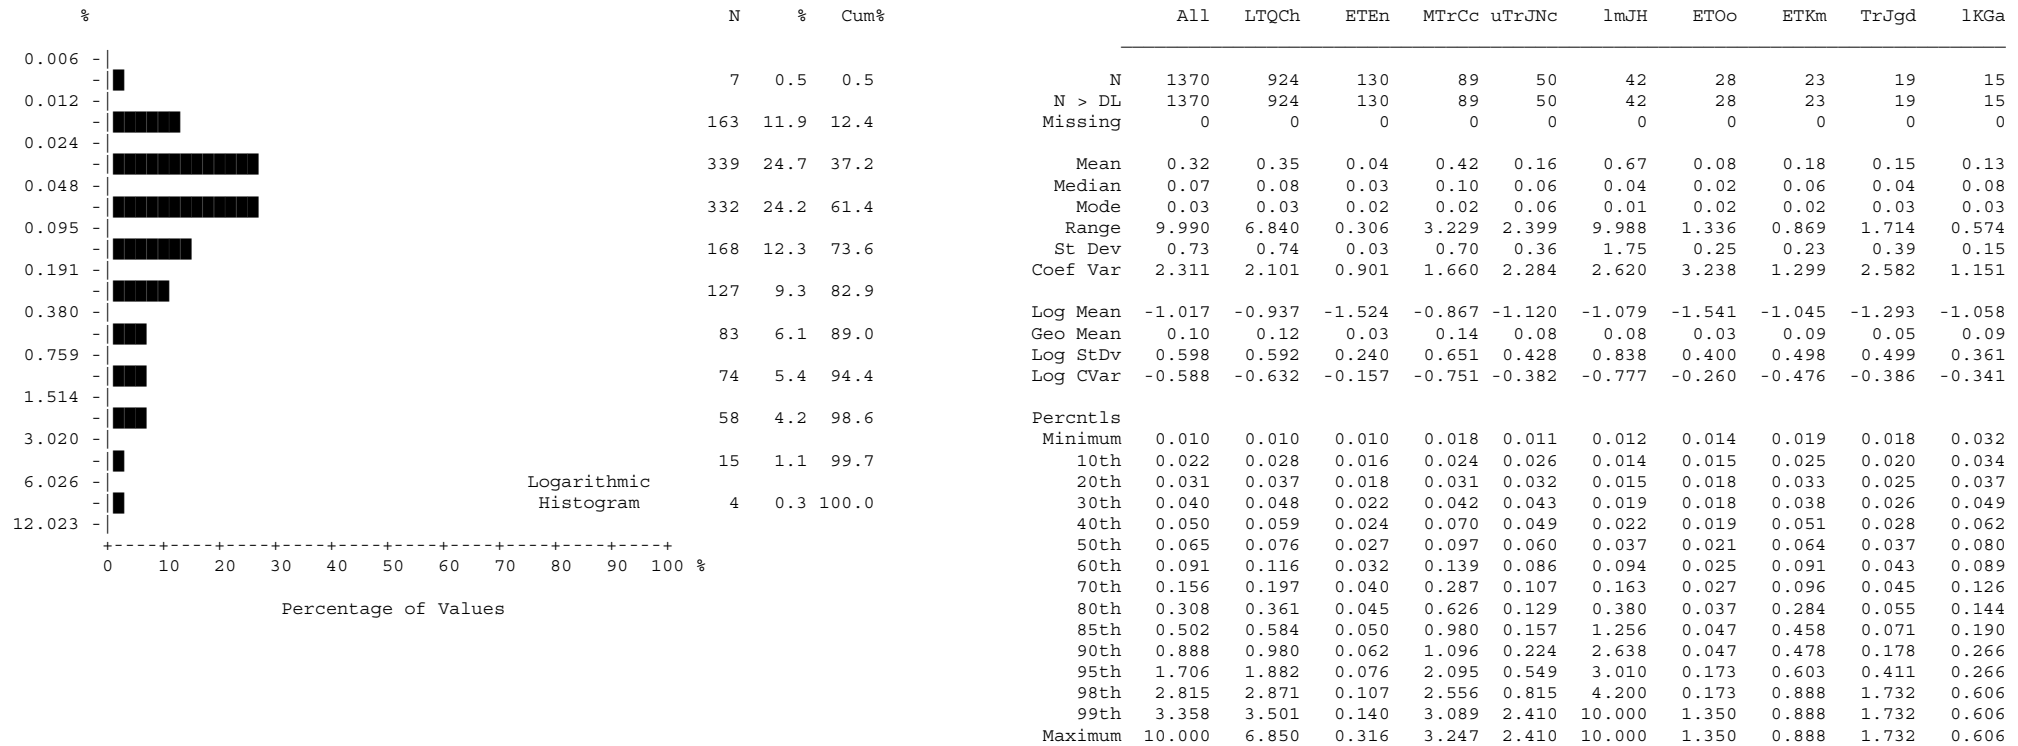 % N % Cum% All LTQCh ETEn MTrCc uTrJNc lmJH ETOo ETKm TrJgd lKGa
0.006 -|
-| 7 0.5 0.5 N 1370 924 130 89 50 42 28 23 19 15
0.012 -| N > DL 1370 924 130 89 50 42 28 23 19 15
-| 163 11.9 12.4 Missing 0 0 0 0 0 0 0 0 0 0
0.024 -|
-| 339 24.7 37.2 Mean 0.32 0.35 0.04 0.42 0.16 0.67 0.08 0.18 0.15 0.13
0.048 -| Median 0.07 0.08 0.03 0.10 0.06 0.04 0.02 0.06 0.04 0.08
-| 332 24.2 61.4 Mode 0.03 0.03 0.02 0.02 0.06 0.01 0.02 0.02 0.03 0.03
0.095 -| Range 9.990 6.840 0.306 3.229 2.399 9.988 1.336 0.869 1.714 0.574
-| 168 12.3 73.6 St Dev 0.73 0.74 0.03 0.70 0.36 1.75 0.25 0.23 0.39 0.15
0.191 -| Coef Var 2.311 2.101 0.901 1.660 2.284 2.620 3.238 1.299 2.582 1.151
-| 127 9.3 82.9
0.380 -| Log Mean -1.017 -0.937 -1.524 -0.867 -1.120 -1.079 -1.541 -1.045 -1.293 -1.058
-| 83 6.1 89.0 Geo Mean 0.10 0.12 0.03 0.14 0.08 0.08 0.03 0.09 0.05 0.09
0.759 -| Log StDv 0.598 0.592 0.240 0.651 0.428 0.838 0.400 0.498 0.499 0.361
-| 74 5.4 94.4 Log CVar -0.588 -0.632 -0.157 -0.751 -0.382 -0.777 -0.260 -0.476 -0.386 -0.341
1.514 -|
-| 58 4.2 98.6 Percntls
3.020 -| Minimum 0.010 0.010 0.010 0.018 0.011 0.012 0.014 0.019 0.018 0.032
-| 15 1.1 99.7 10th 0.022 0.028 0.016 0.024 0.026 0.014 0.015 0.025 0.020 0.034
6.026 -| Logarithmic 20th 0.031 0.037 0.018 0.031 0.032 0.015 0.018 0.033 0.025 0.037
-| Histogram 4 0.3 100.0 30th 0.040 0.048 0.022 0.042 0.043 0.019 0.018 0.038 0.026 0.049
12.023 -| 40th 0.050 0.059 0.024 0.070 0.049 0.022 0.019 0.051 0.028 0.062
+----+----+----+----+----+----+----+----+----+----+ 50th 0.065 0.076 0.027 0.097 0.060 0.037 0.021 0.064 0.037 0.080
0 10 20 30 40 50 60 70 80 90 100 % 60th 0.091 0.116 0.032 0.139 0.086 0.094 0.025 0.091 0.043 0.089
70th 0.156 0.197 0.040 0.287 0.107 0.163 0.027 0.096 0.045 0.126
Percentage of Values 80th 0.308 0.361 0.045 0.626 0.129 0.380 0.037 0.284 0.055 0.144
85th 0.502 0.584 0.050 0.980 0.157 1.256 0.047 0.458 0.071 0.190
90th 0.888 0.980 0.062 1.096 0.224 2.638 0.047 0.478 0.178 0.266
95th 1.706 1.882 0.076 2.095 0.549 3.010 0.173 0.603 0.411 0.266
98th 2.815 2.871 0.107 2.556 0.815 4.200 0.173 0.888 1.732 0.606
99th 3.358 3.501 0.140 3.089 2.410 10.000 1.350 0.888 1.732 0.606
Maximum 10.000 6.850 0.316 3.247 2.410 10.000 1.350 0.888 1.732 0.606